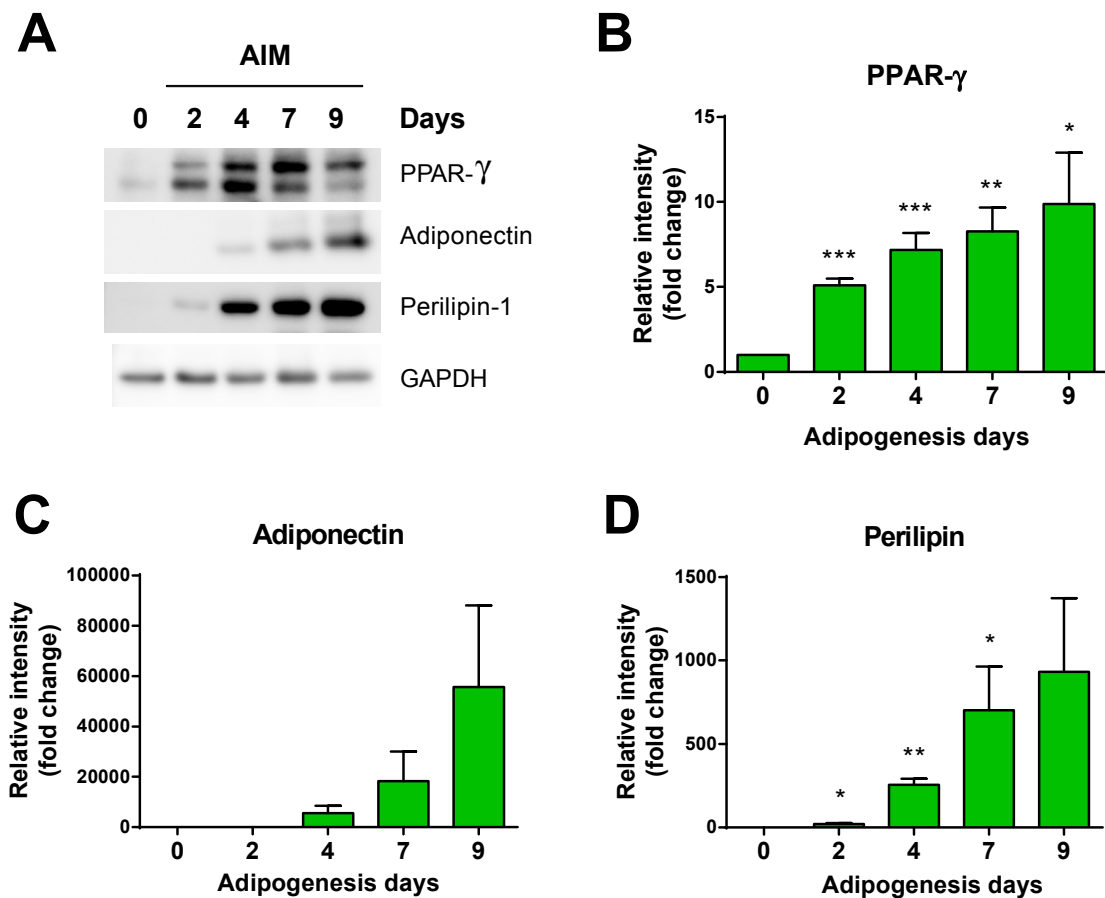 A
AIM
0 2 4 7 9 Days
PPAR-γ
Adiponectin
Perilipin-1
GAPDH
B
PPAR-γ
Relative intensity
(fold change)
15
10
5
0
***
***
**
*
0 2 4 7 9
Adipogenesis days
C
Adiponectin
Relative intensity
(fold change)
100000
80000
60000
40000
20000
0
0 2 4 7 9
Adipogenesis days
D
Perilipin
Relative intensity
(fold change)
1500
1000
500
0
*
**
*
0 2 4 7 9
Adipogenesis days